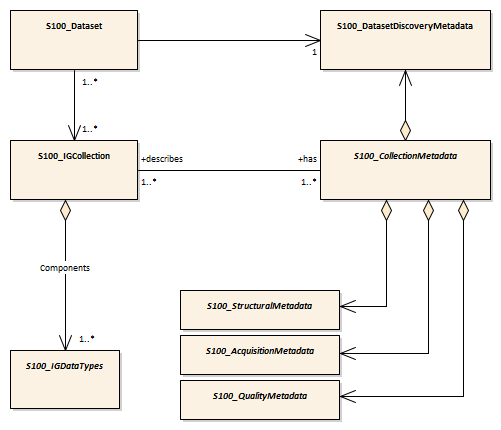 S100_Dataset
S100_DatasetDiscoveryMetadata
1
1..*
1..*
S100_IGCollection
+describes
+has
S100_CollectionMetadata
1..*
1..*
Components
S100_StructuralMetadata
1..*
S100_AcquisitionMetadata
S100_IGDataTypes
S100_QualityMetadata